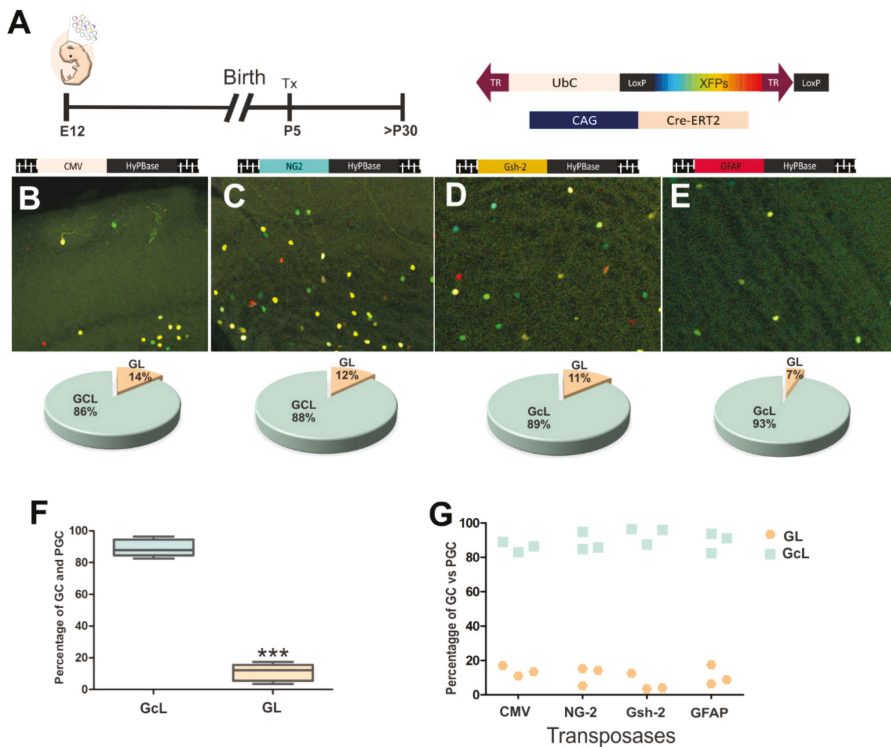 A
Birth
Tx
E12
P5
>P30
TR
UbC
LoxP
XFPs
TR
LoxP
CAG
Cre-ERT2
CMV
HyPBase
NG2
HyPBase
Gsh-2
HyPBase
GFAP
HyPBase
B
C
D
E
GL
14%
GCL
86%
GL
12%
GCL
88%
GL
11%
GcL
89%
GL
7%
GcL
93%
F
Percentage of GC and PGC
100
80
60
40
20
0
***
GcL
GL
G
Percentagge of GC vs PGC
100
80
60
40
20
0
GL
GcL
CMV
NG-2
Gsh-2
GFAP
Transposases